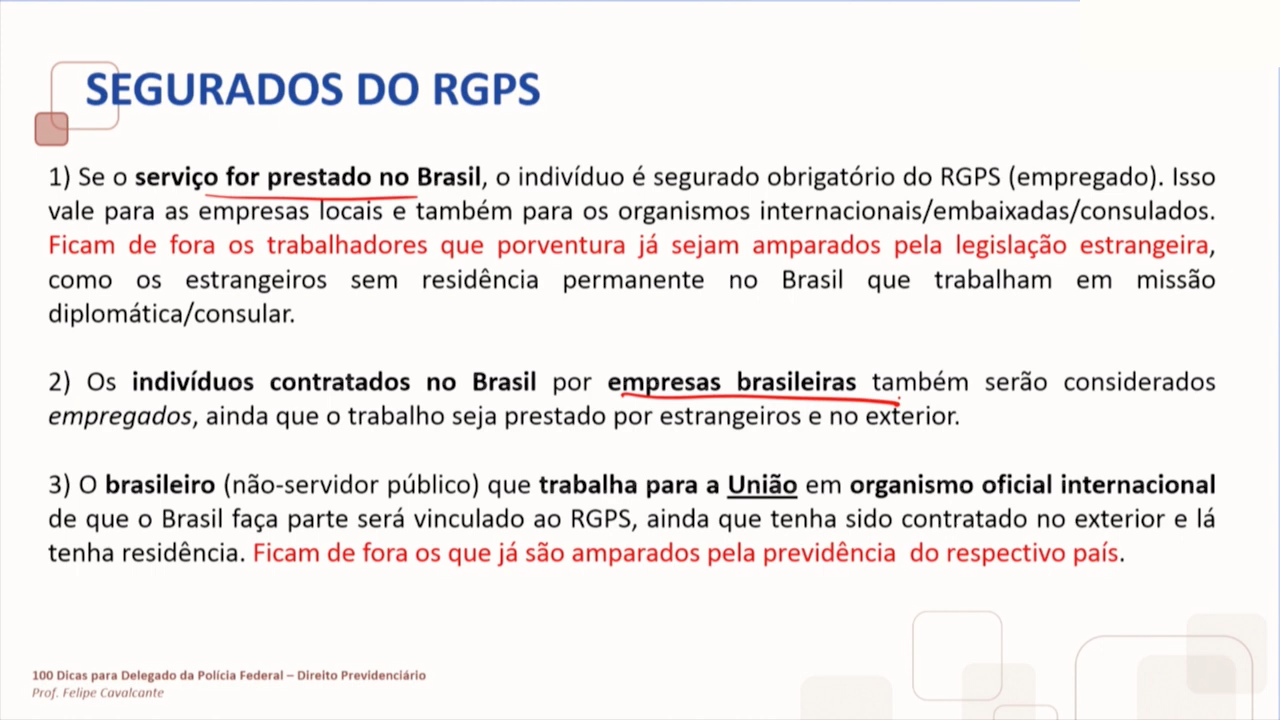 SEGURADOS DO RGPS
1) Se o serviço for prestado no Brasil, o indivíduo é segurado obrigatório do RGPS (empregado). Isso
vale para as empresas locais e também para os organismos internacionais/embaixadas/consulados.
Ficam de fora os trabalhadores que porventura já sejam amparados pela legislação estrangeira,
como os estrangeiros sem residência permanente no Brasil que trabalham em missão
diplomática/consular.
2) Os indivíduos contratados no Brasil por empresas brasileiras também serão considerados
empregados, ainda que o trabalho seja prestado por estrangeiros e no exterior.
3) O brasileiro (não-servidor público) que trabalha para a União em organismo oficial internacional
de que o Brasil faça parte será vinculado ao RGPS, ainda que tenha sido contratado no exterior e lá
tenha residência. Ficam de fora os que já são amparados pela previdência do respectivo país.
100 Dicas para Delegado da Polícia Federal – Direito Previdenciário
Prof. Felipe Cavalcante